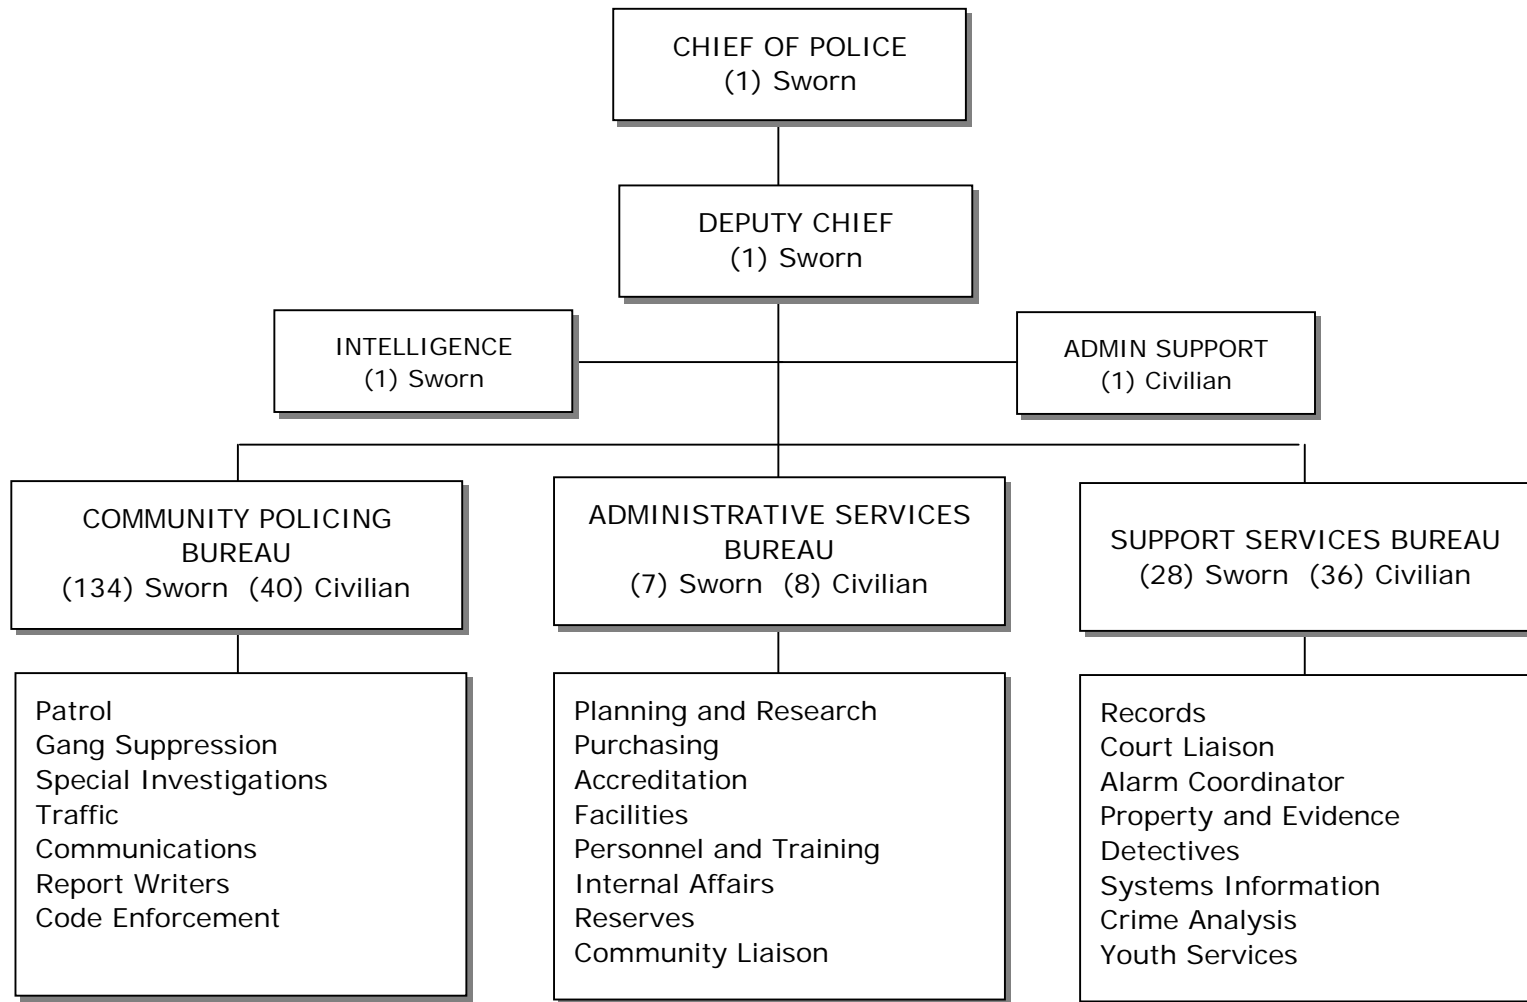 CHIEF OF POLICE
(1) Sworn
DEPUTY CHIEF
(1) Sworn
INTELLIGENCE
(1) Sworn
ADMIN SUPPORT
(1) Civilian
COMMUNITY POLICING
BUREAU
(134) Sworn (40) Civilian
ADMINISTRATIVE SERVICES
BUREAU
(7) Sworn (8) Civilian
SUPPORT SERVICES BUREAU
(28) Sworn (36) Civilian
Patrol
Gang Suppression
Special Investigations
Traffic
Communications
Report Writers
Code Enforcement
Planning and Research
Purchasing
Accreditation
Facilities
Personnel and Training
Internal Affairs
Reserves
Community Liaison
Records
Court Liaison
Alarm Coordinator
Property and Evidence
Detectives
Systems Information
Crime Analysis
Youth Services